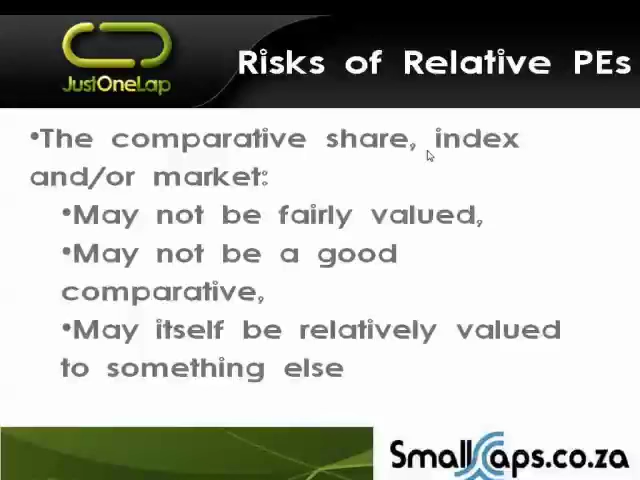 JustOneLap
Risks of Relative PEs
•The comparative share, index
and/or market:
•May not be fairly valued,
•May not be a good
comparative,
•May itself be relatively valued
to something else
SmallCaps.co.za